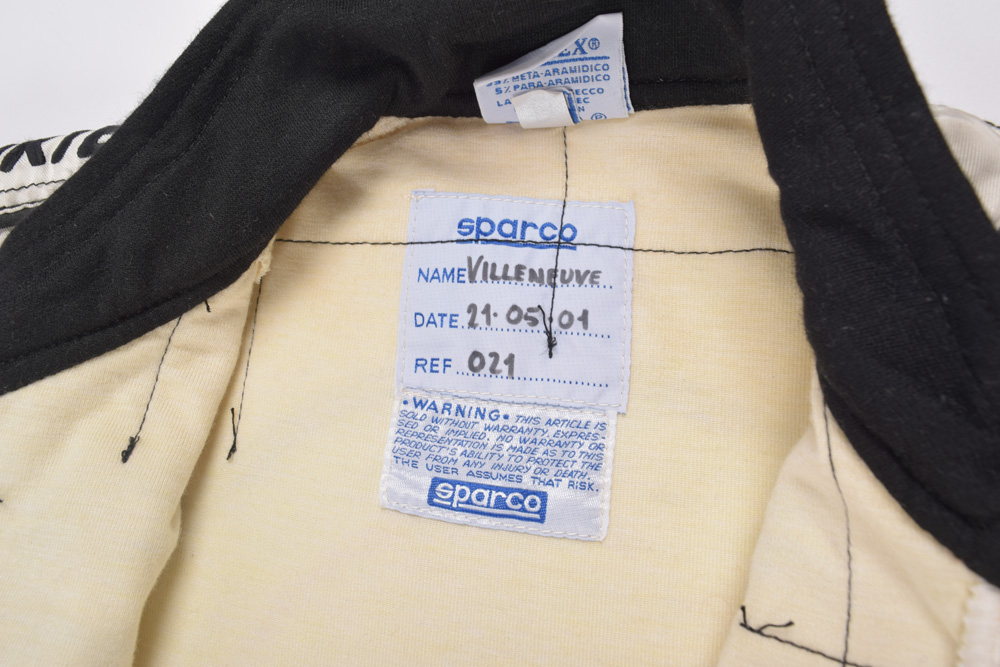 EX®
META-ARAMIDICO
5% PARA-ARAMIDICO
ECCO
EC
sparco
NAME VILLENEUVE
DATE 21·05·01
REF 021
•WARNING• THIS ARTICLE IS
SOLD WITHOUT WARRANTY, EXPRES-
SED OR IMPLIED. NO WARRANTY OR
REPRESENTATION IS MADE AS TO THIS
PRODUCT'S ABILITY TO PROTECT THE
USER FROM ANY INJURY OR DEATH.
THE USER ASSUMES THAT RISK.
sparco